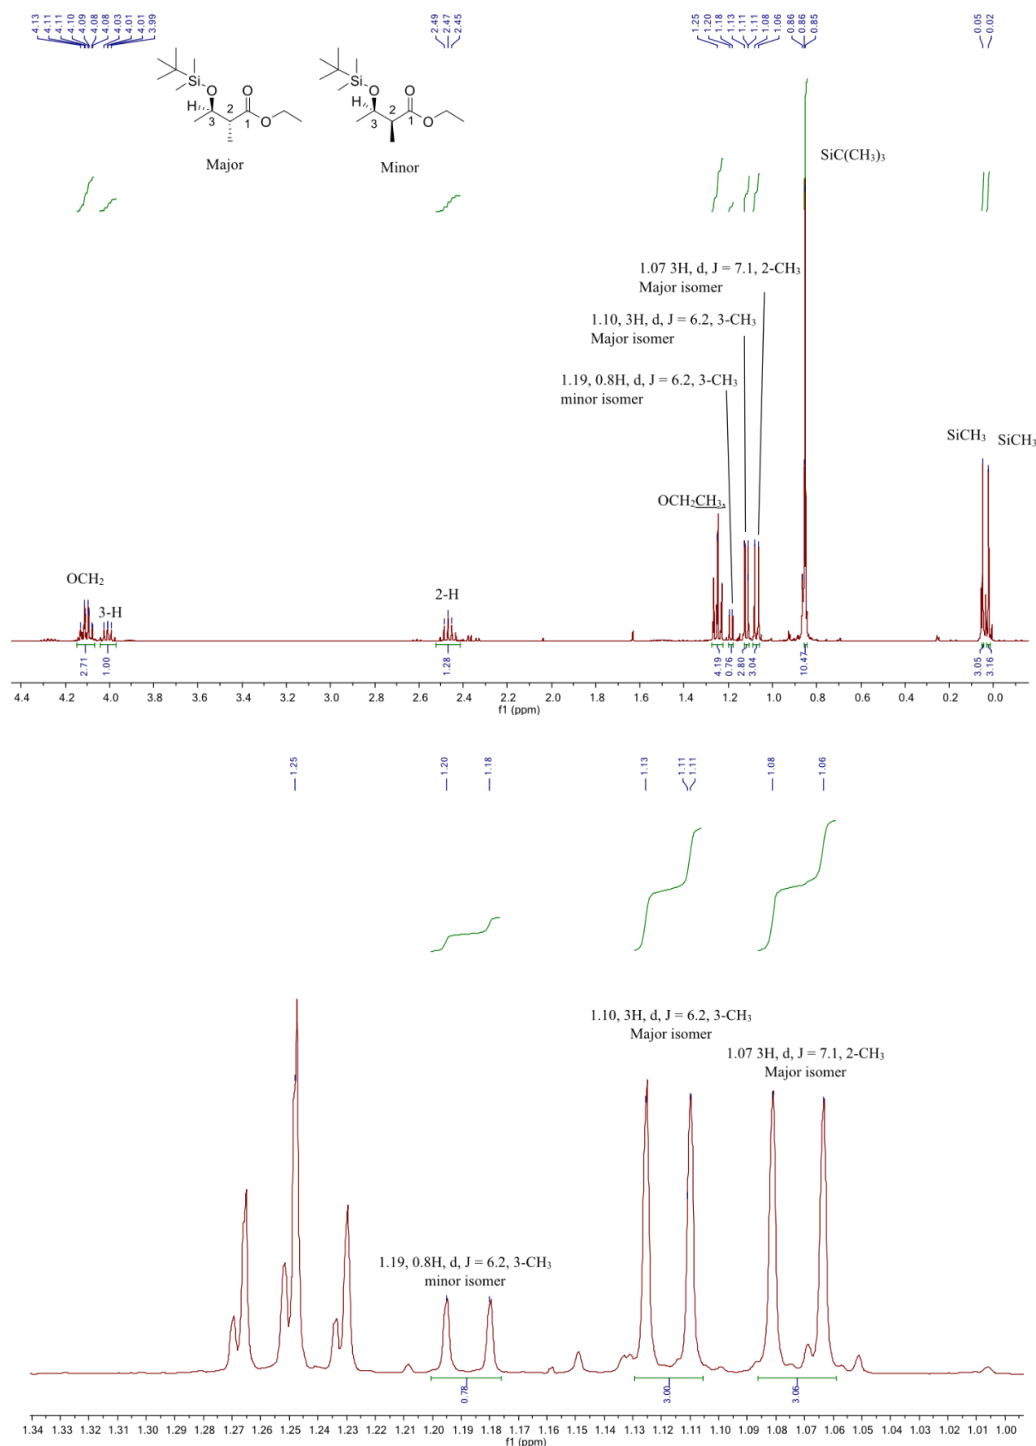 4.13
4.11
4.11
4.10
4.09
4.08
4.08
4.03
4.01
4.01
3.99
2.49
2.47
2.45
1.25
1.20
1.18
1.13
1.11
1.11
1.08
1.06
0.86
0.86
0.85
0.05
0.02
Si
O
H
O
2
3
1
O
Major
Si
O
H
O
2
3
1
O
Minor
SiC(CH₃)₃
1.07 3H, d, J = 7.1, 2-CH₃
Major isomer
1.10, 3H, d, J = 6.2, 3-CH₃
Major isomer
1.19, 0.8H, d, J = 6.2, 3-CH₃
minor isomer
SiCH₃
SiCH₃
OCH₂CH₃,
OCH₂
3-H
2-H
2.71
1.00
1.28
4.19
0.76
2.80
3.04
10.47
3.05
3.16
4.4 4.2 4.0 3.8 3.6 3.4 3.2 3.0 2.8 2.6 2.4 2.2 2.0 1.8 1.6 1.4 1.2 1.0 0.8 0.6 0.4 0.2 0.0
f1 (ppm)
1.25
1.20
1.18
1.13
1.11
1.11
1.08
1.06
1.10, 3H, d, J = 6.2, 3-CH₃
Major isomer
1.07 3H, d, J = 7.1, 2-CH₃
Major isomer
1.19, 0.8H, d, J = 6.2, 3-CH₃
minor isomer
0.78
3.00
3.06
1.34 1.33 1.32 1.31 1.30 1.29 1.28 1.27 1.26 1.25 1.24 1.23 1.22 1.21 1.20 1.19 1.18 1.17 1.16 1.15 1.14 1.13 1.12 1.11 1.10 1.09 1.08 1.07 1.06 1.05 1.04 1.03 1.02 1.01 1.00
f1 (ppm)